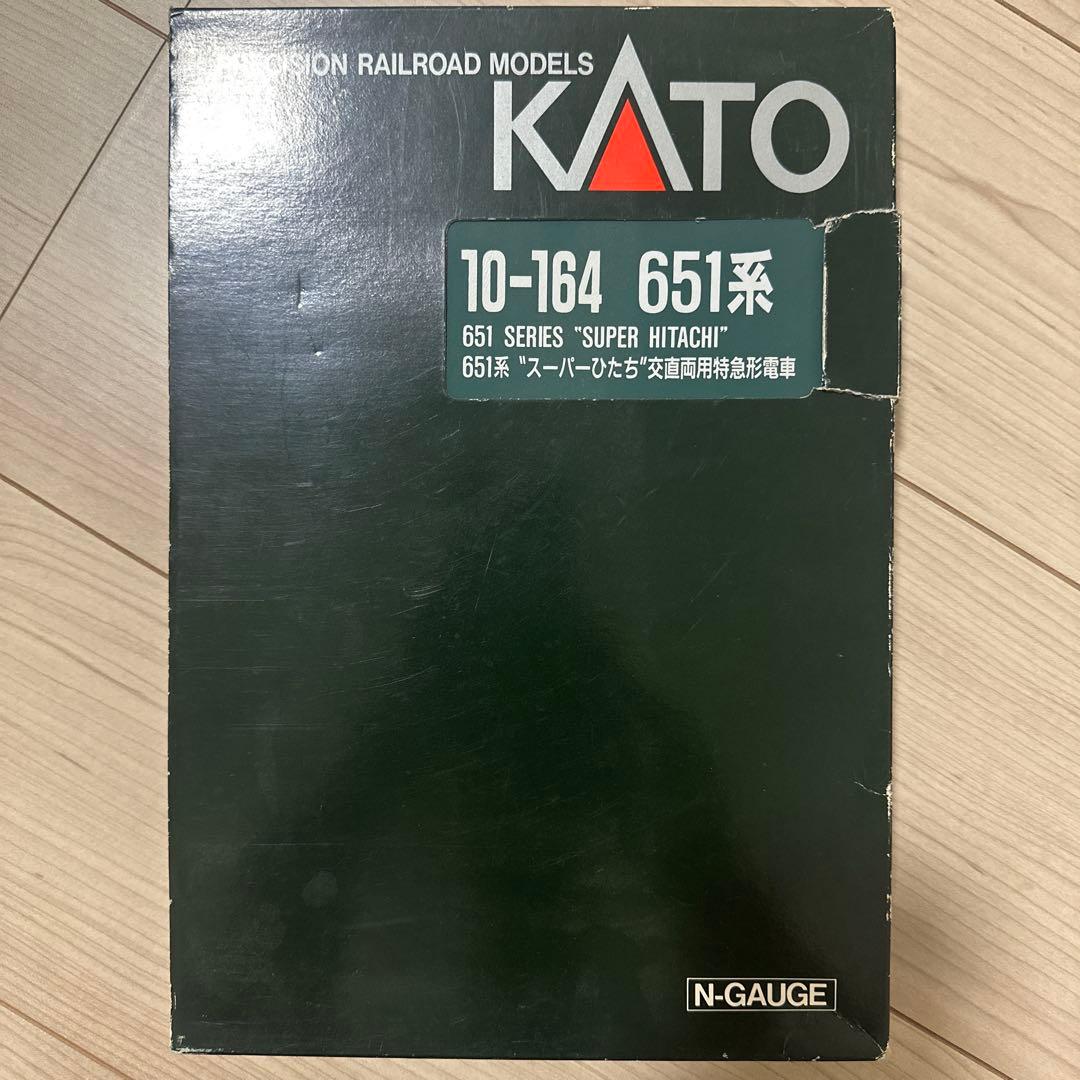 RAILROAD MODELS
KATO
10-164 651系
651 SERIES "SUPER HITACHI"
651系 "スーパーひたち"交直両用特急形電車
N-GAUGE